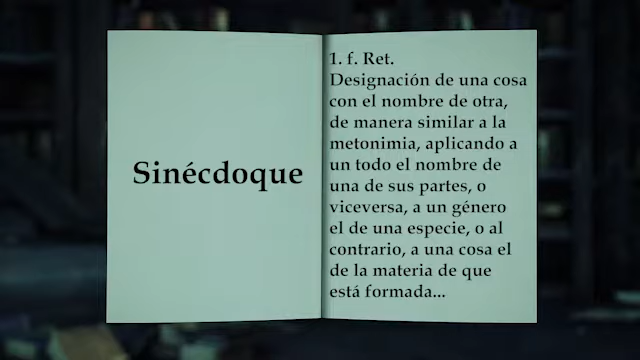 Sinécdoque
1. f. Ret.
Designación de una cosa
con el nombre de otra,
de manera similar a la
metonimia, aplicando a
un todo el nombre de
una de sus partes, o
viceversa, a un género
el de una especie, o al
contrario, a una cosa el
de la materia de que
está formada...